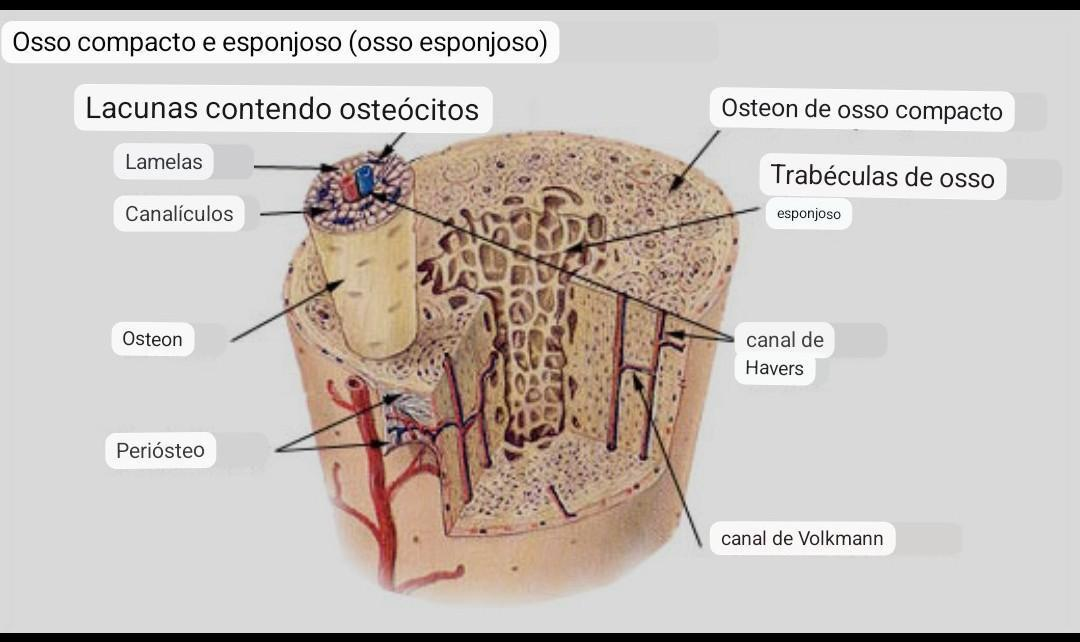 Osso compacto e esponjoso (osso esponjoso)
Lacunas contendo osteócitos
Osteon de osso compacto
Lamelas
Trabéculas de osso
esponjoso
Canalículos
Osteon
canal de
Havers
Periósteo
canal de Volkmann